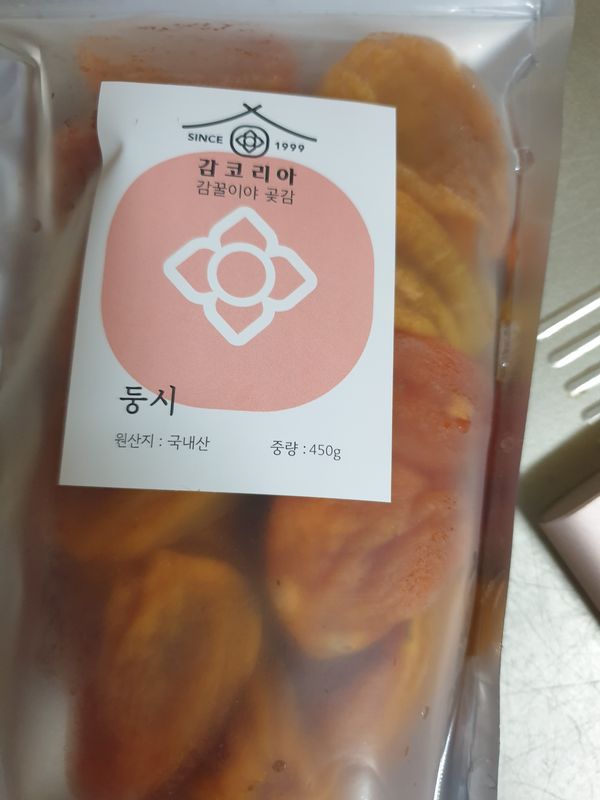 SINCE 1999
감코리아
감꿀이야 곶감
둥시
원산지 : 국내산
중량 : 450g